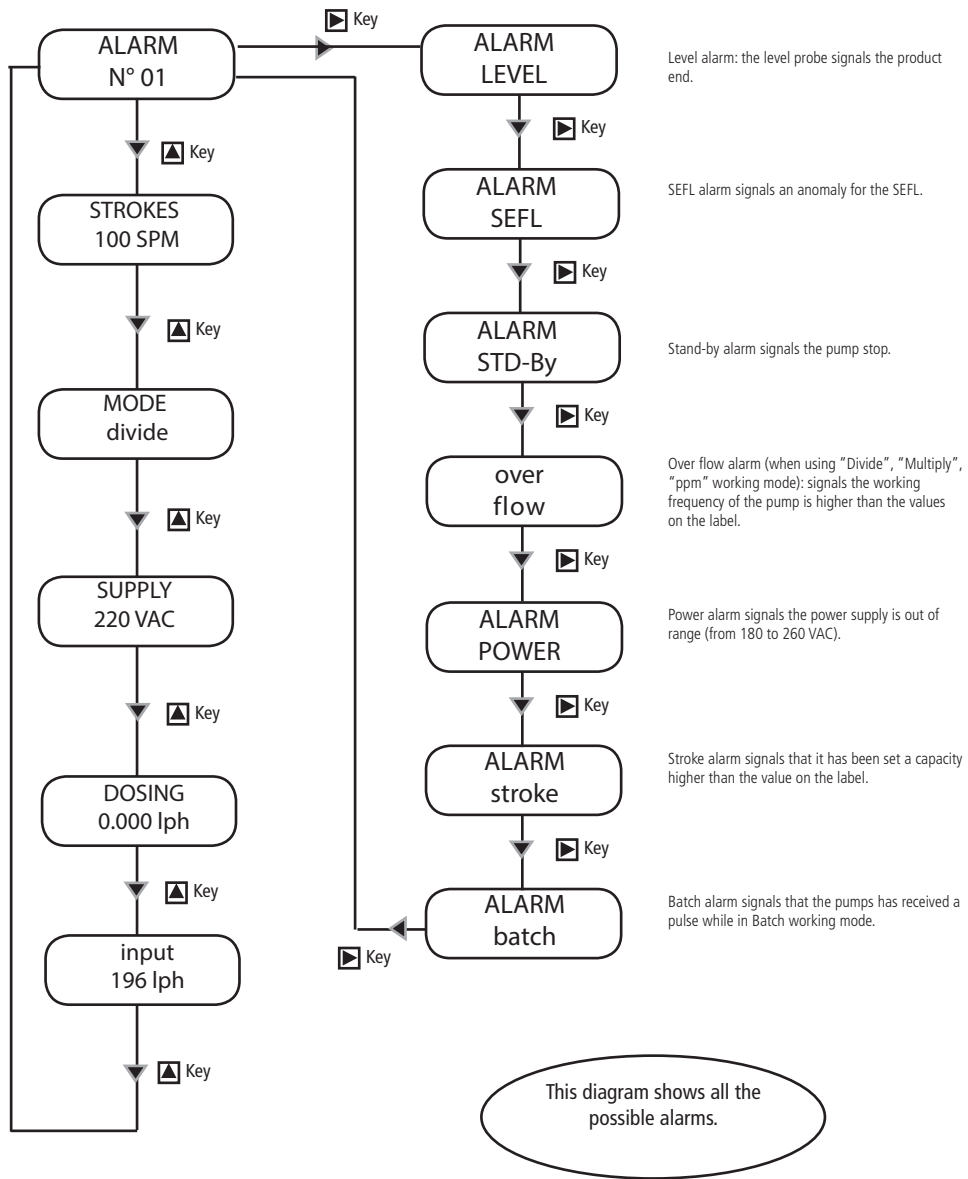 Key
ALARM
N° 01
ALARM
LEVEL
Level alarm: the level probe signals the product
end.
Key
Key
STROKES
100 SPM
ALARM
SEFL
SEFL alarm signals an anomaly for the SEFL.
Key
Key
ALARM
STD-By
Stand-by alarm signals the pump stop.
MODE
divide
Key
over
flow
Over flow alarm (when using "Divide", "Multiply",
"ppm" working mode): signals the working
frequency of the pump is higher than the values
on the label.
Key
Key
SUPPLY
220 VAC
ALARM
POWER
Power alarm signals the power supply is out of
range (from 180 to 260 VAC).
Key
Key
ALARM
stroke
Stroke alarm signals that it has been set a capacity
higher than the value on the label.
DOSING
0.000 lph
Key
Key
ALARM
batch
Batch alarm signals that the pumps has received a
pulse while in Batch working mode.
input
196 lph
Key
Key
This diagram shows all the
possible alarms.